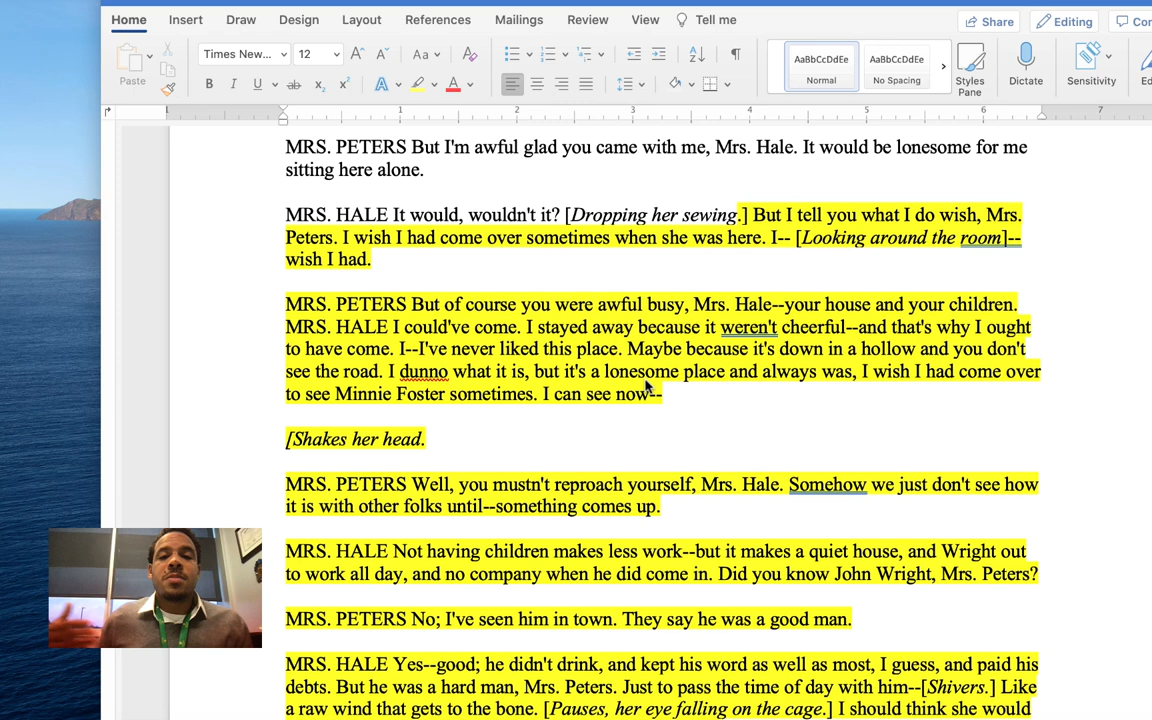 Home Insert Draw Design Layout References Mailings Review View Tell me
Share Editing
Paste
Times New... 12
Aa
AaBbCcDdEe
Normal
AaBbCcDdEe
No Spacing
Styles
Pane
Dictate
Sensitivity
1 2 3 4 5 6 7
MRS. PETERS But I'm awful glad you came with me, Mrs. Hale. It would be lonesome for me
sitting here alone.
MRS. HALE It would, wouldn't it? [Dropping her sewing.] But I tell you what I do wish, Mrs.
Peters. I wish I had come over sometimes when she was here. I-- [Looking around the room]--
wish I had.
MRS. PETERS But of course you were awful busy, Mrs. Hale--your house and your children.
MRS. HALE I could've come. I stayed away because it weren't cheerful--and that's why I ought
to have come. I--I've never liked this place. Maybe because it's down in a hollow and you don't
see the road. I dunno what it is, but it's a lonesome place and always was, I wish I had come over
to see Minnie Foster sometimes. I can see now--
[Shakes her head.
MRS. PETERS Well, you mustn't reproach yourself, Mrs. Hale. Somehow we just don't see how
it is with other folks until--something comes up.
MRS. HALE Not having children makes less work--but it makes a quiet house, and Wright out
to work all day, and no company when he did come in. Did you know John Wright, Mrs. Peters?
MRS. PETERS No; I've seen him in town. They say he was a good man.
MRS. HALE Yes--good; he didn't drink, and kept his word as well as most, I guess, and paid his
debts. But he was a hard man, Mrs. Peters. Just to pass the time of day with him--[Shivers.] Like
a raw wind that gets to the bone. [Pauses, her eye falling on the cage.] I should think she would